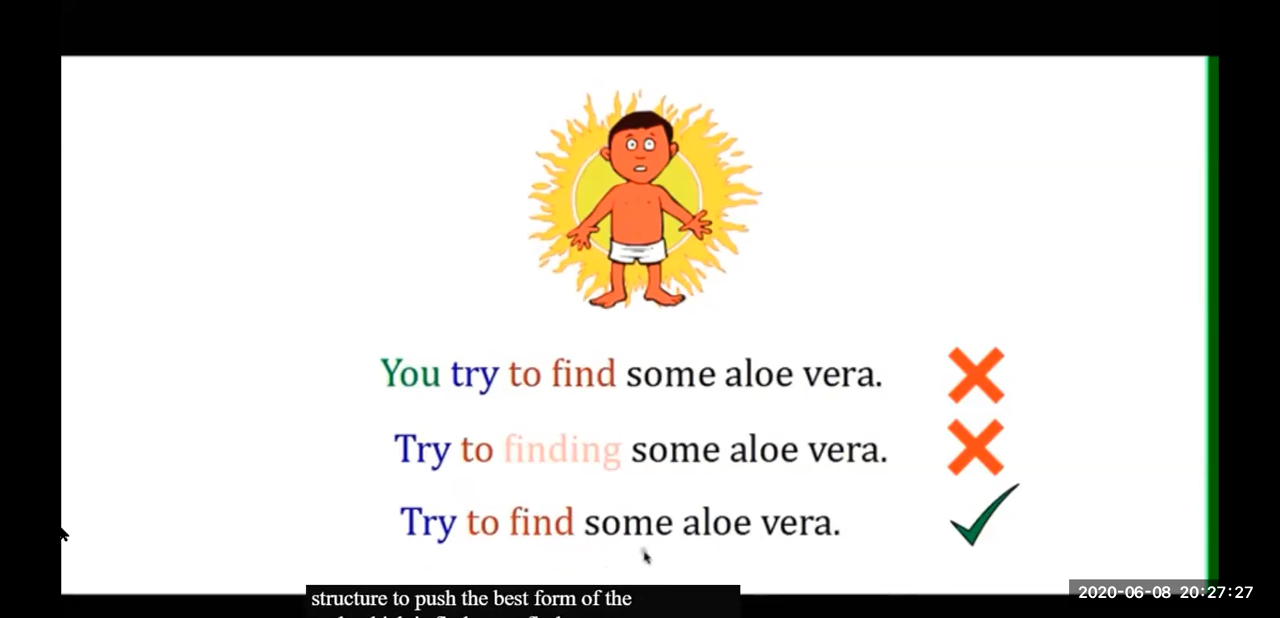 You try to find some aloe vera.
Try to finding some aloe vera.
Try to find some aloe vera.
structure to push the best form of the
2020-06-08 20:27:27